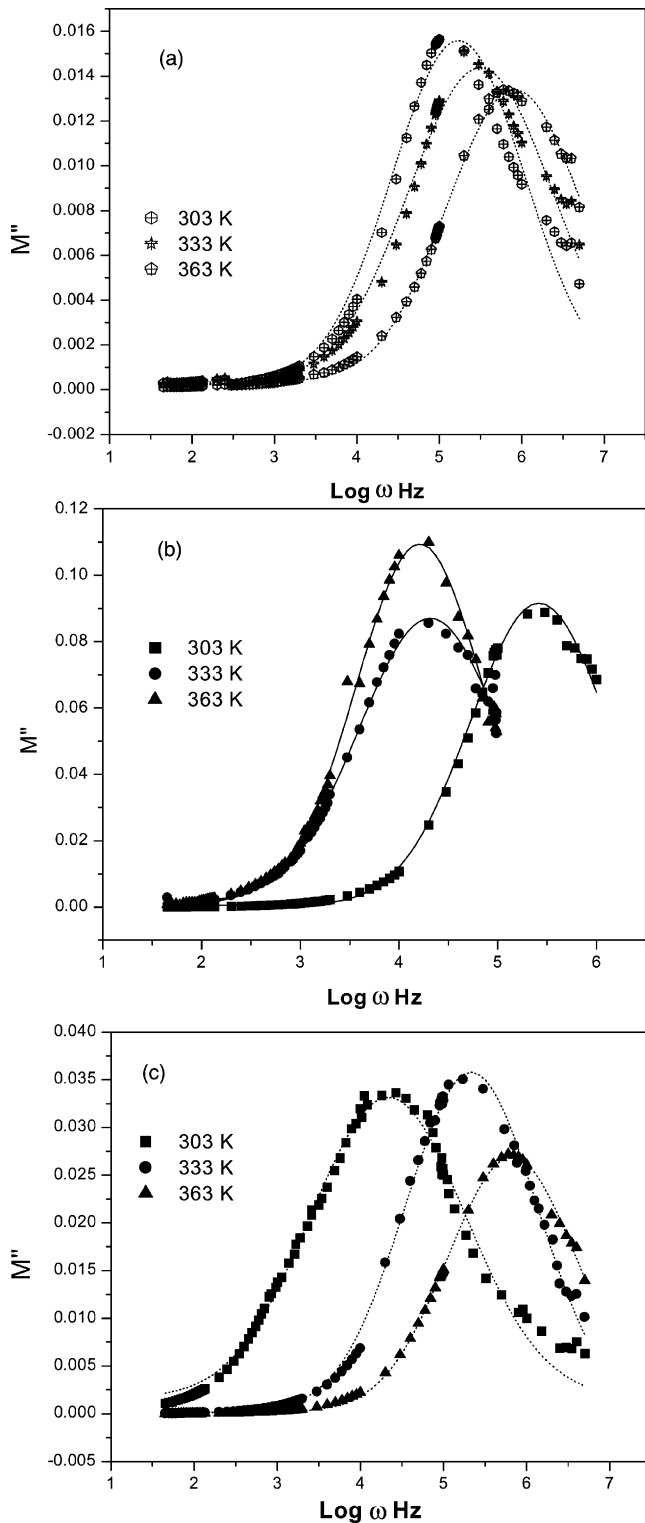 (a)
0.016
0.014
0.012
0.010
0.008
0.006
0.004
0.002
0.000
-0.002
M"
303 K
333 K
363 K
1 2 3 4 5 6 7
Log ω Hz
(b)
0.12
0.10
0.08
0.06
0.04
0.02
0.00
M"
303 K
333 K
363 K
1 2 3 4 5 6
Log ω Hz
(c)
0.040
0.035
0.030
0.025
0.020
0.015
0.010
0.005
0.000
-0.005
M"
303 K
333 K
363 K
1 2 3 4 5 6 7
Log ω Hz